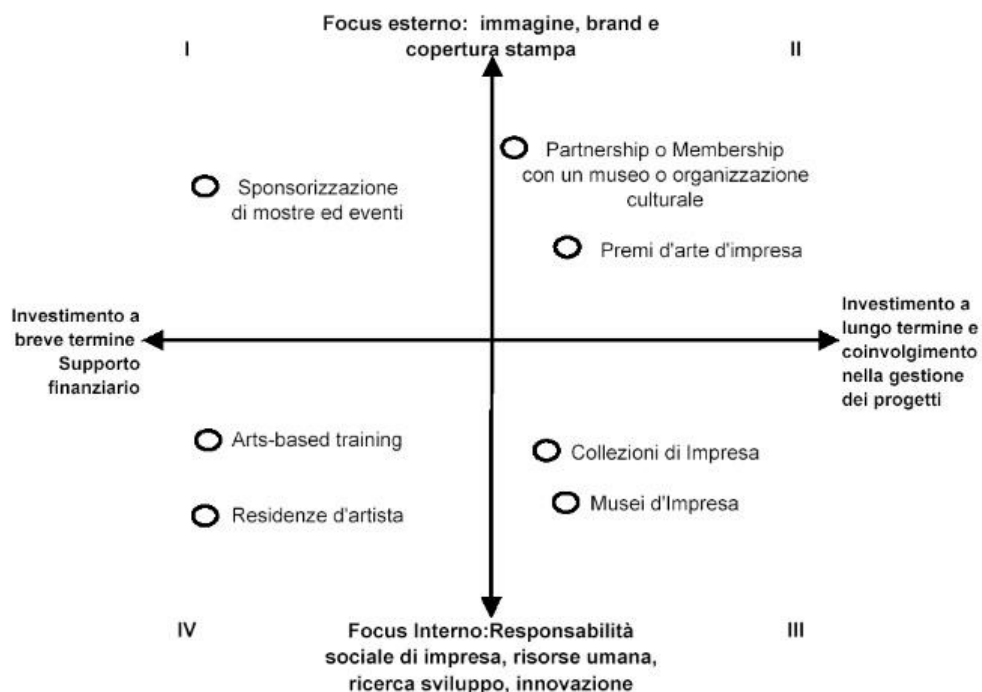 Focus esterno: immagine, brand e
copertura stampa
I
II
Partnership o Membership
con un museo o organizzazione
culturale
Sponsorizzazione
di mostre ed eventi
Premi d'arte d'impresa
Investimento a
breve termine
Supporto
finanziario
Investimento a
lungo termine e
coinvolgimento
nella gestione
dei progetti
Arts-based training
Collezioni di Impresa
Residenze d'artista
Musei d'Impresa
IV
III
Focus Interno:Responsabilità
sociale di impresa, risorse umana,
ricerca sviluppo, innovazione